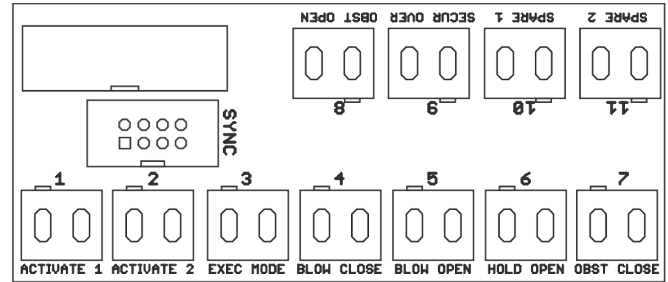 OBST OPEN SECUR OVER SPARE 1 SPARE 2
8 9 10 11
SYNC
1 2 3 4 5 6 7
ACTIVATE 1 ACTIVATE 2 EXEC MODE BLOW CLOSE BLOW OPEN HOLD OPEN OBST CLOSE